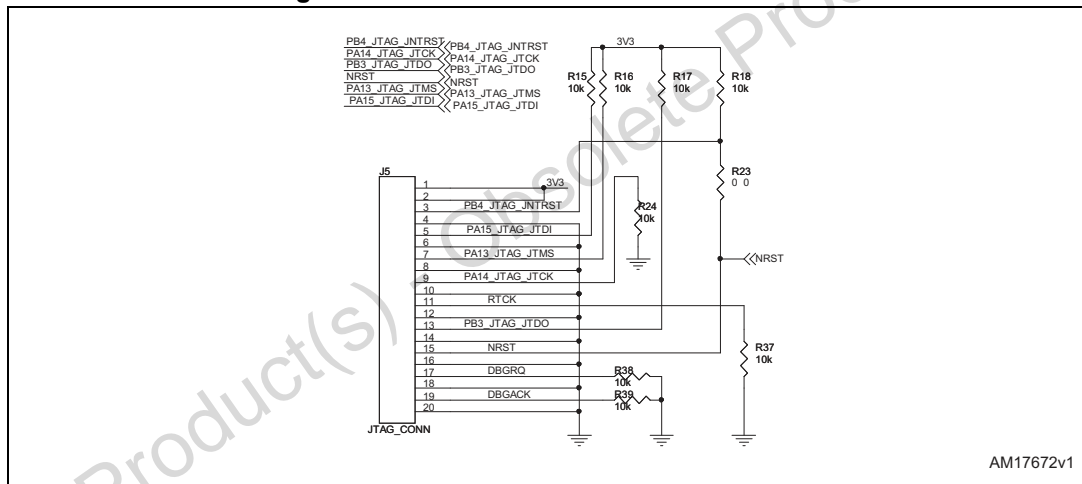 g
PB4_JTAG_JNTRST PB4_JTAG_JNTRST
PA14_JTAG_JTCK PA14_JTAG_JTCK
PB3_JTAG_JTDO PB3_JTAG_JTDO
NRST NRST
PA13_JTAG_JTMS PA13_JTAG_JTMS
PA15_JTAG_JTDI PA15_JTAG_JTDI
3V3
R15 R16 R17 R18
10k 10k 10k 10k
R23
0 0
J5
1
3V3
2
3 PB4_JTAG_JNTRST
R24
10k
4
5 PA15_JTAG_JTDI
6
7 PA13_JTAG_JTMS
8
9 PA14_JTAG_JTCK
NRST
10
11 RTCK
12
13 PB3_JTAG_JTDO
14
15 NRST
R37
10k
16
17 DBGRQ R38
10k
18
19 DBGACK R39
10k
20
JTAG_CONN
AM17672v1
Product(s) - Obsolete Prod